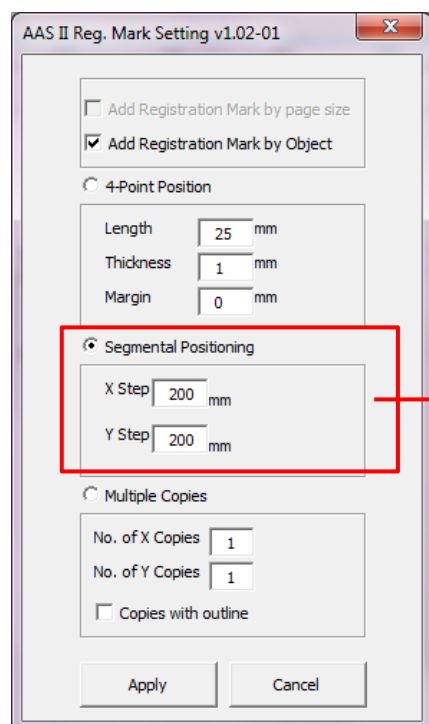 AAS II Reg. Mark Setting v1.02-01
Add Registration Mark by page size
Add Registration Mark by Object
4-Point Position
Length 25 mm
Thickness 1 mm
Margin 0 mm
Segmental Positioning
X Step 200 mm
Y Step 200 mm
Multiple Copies
No. of X Copies 1
No. of Y Copies 1
Copies with outline
Apply Cancel